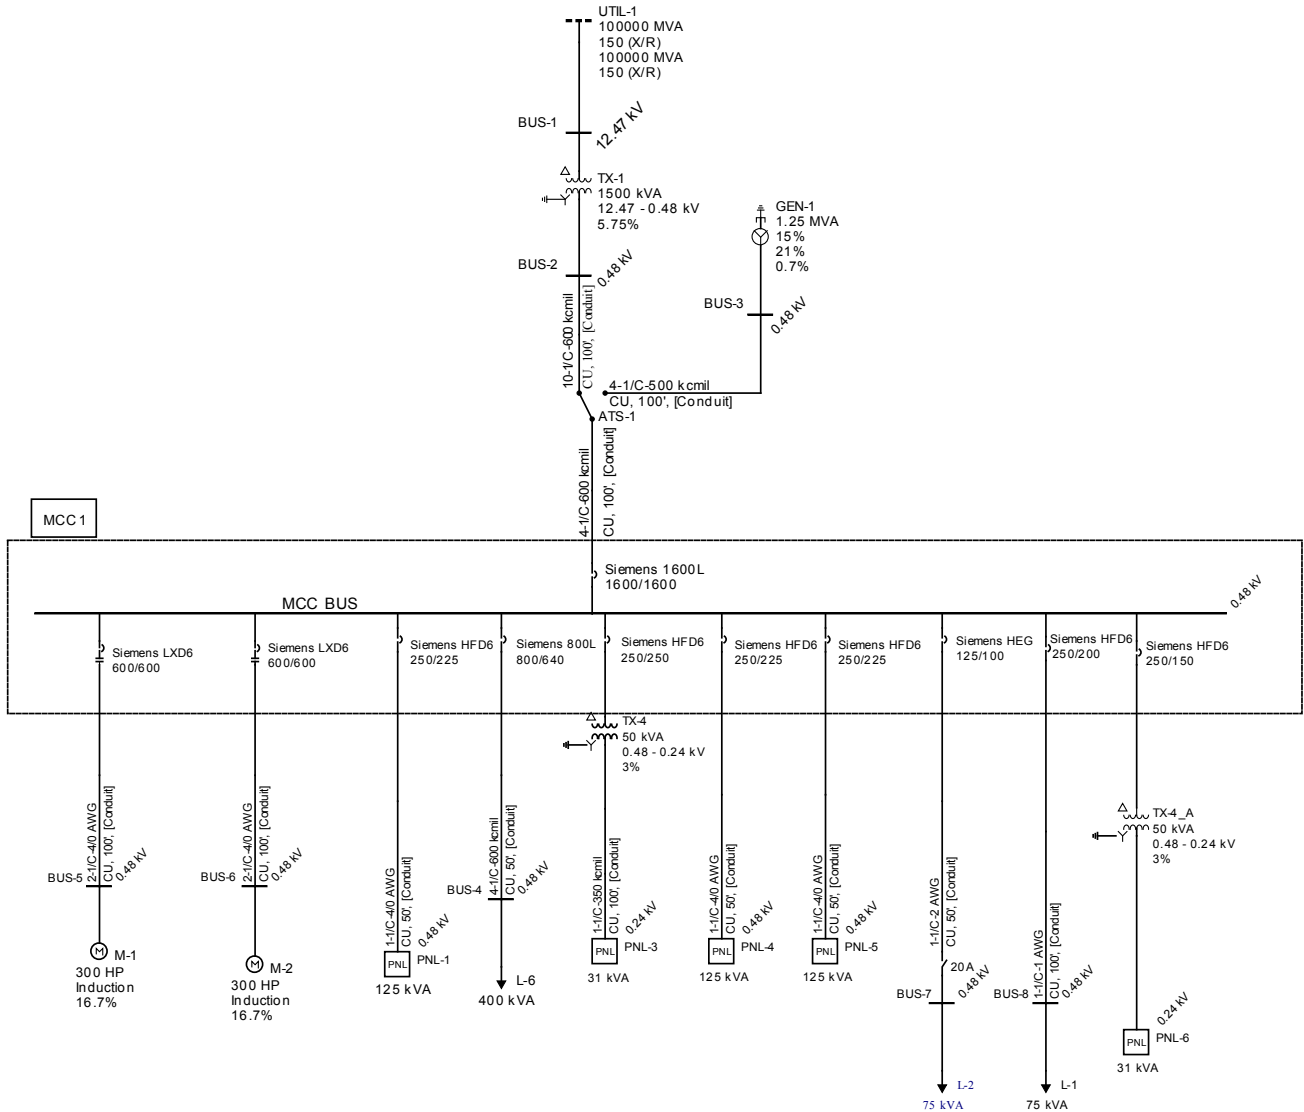 UTIL-1
100000 MVA
150 (X/R)
100000 MVA
150 (X/R)
BUS-1
12.47 kV
TX-1
1500 kVA
12.47 - 0.48 kV
5.75%
GEN-1
1.25 MVA
15%
21%
0.7%
BUS-2
0.48 kV
BUS-3
0.48 kV
10-1/C-600 kcmil
CU, 100', [Conduit]
4-1/C-500 kcmil
CU, 100', [Conduit]
ATS-1
4-1/C-600 kcmil
CU, 100', [Conduit]
MCC 1
Siemens 1600L
1600/1600
MCC BUS
0.48 kV
Siemens LXD6
600/600
Siemens LXD6
600/600
Siemens HFD6
250/225
Siemens 800L
800/640
Siemens HFD6
250/250
Siemens HFD6
250/225
Siemens HFD6
250/225
Siemens HEG
125/100
Siemens HFD6
250/200
Siemens HFD6
250/150
TX-4
50 kVA
0.48 - 0.24 kV
3%
TX-4_A
50 kVA
0.48 - 0.24 kV
3%
2-1/C-4/0 AWG
CU, 100', [Conduit]
BUS-5
0.48 kV
2-1/C-4/0 AWG
CU, 100', [Conduit]
BUS-6
0.48 kV
1-1/C-4/0 AWG
CU, 50', [Conduit]
0.48 kV
4-1/C-600 kcmil
CU, 50', [Conduit]
BUS-4
0.48 kV
1-1/C-350 kcmil
CU, 100', [Conduit]
0.24 kV
1-1/C-4/0 AWG
CU, 50', [Conduit]
0.48 kV
1-1/C-4/0 AWG
CU, 50', [Conduit]
0.48 kV
1-1/C-2 AWG
CU, 50', [Conduit]
20A
BUS-7
0.48 kV
1-1/C-1 AWG
CU, 100', [Conduit]
BUS-8
0.48 kV
0.24 kV
M
M-1
300 HP
Induction
16.7%
M
M-2
300 HP
Induction
16.7%
PNL
PNL-1
125 kVA
L-6
400 kVA
PNL
PNL-3
31 kVA
PNL
PNL-4
125 kVA
PNL
PNL-5
125 kVA
PNL
PNL-6
31 kVA
L-2
75 kVA
L-1
75 kVA